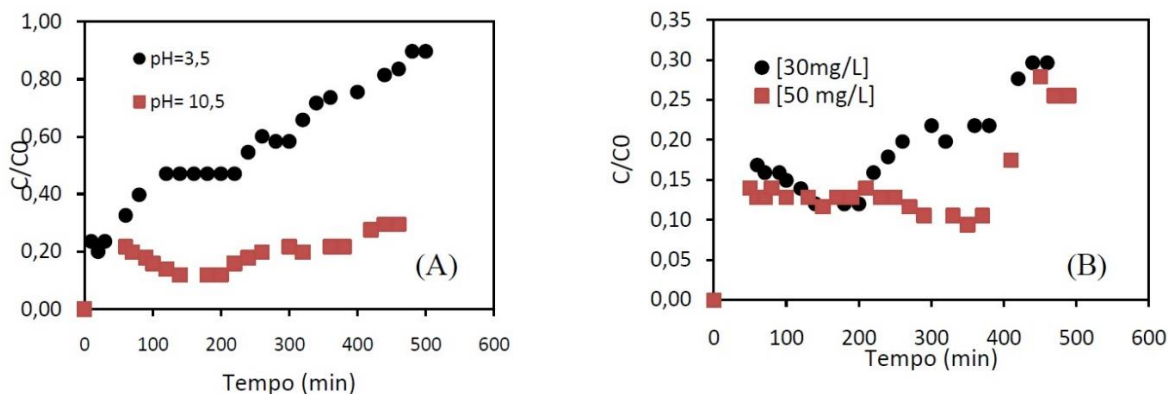 1,00
0,80
0,60
0,40
0,20
0,00
C/C0
pH=3,5
pH= 10,5
(A)
0 100 200 300 400 500 600
Tempo (min)
0,35
0,30
0,25
0,20
0,15
0,10
0,05
0,00
C/C0
[30mg/L]
[50 mg/L]
(B)
0 100 200 300 400 500 600
Tempo (min)